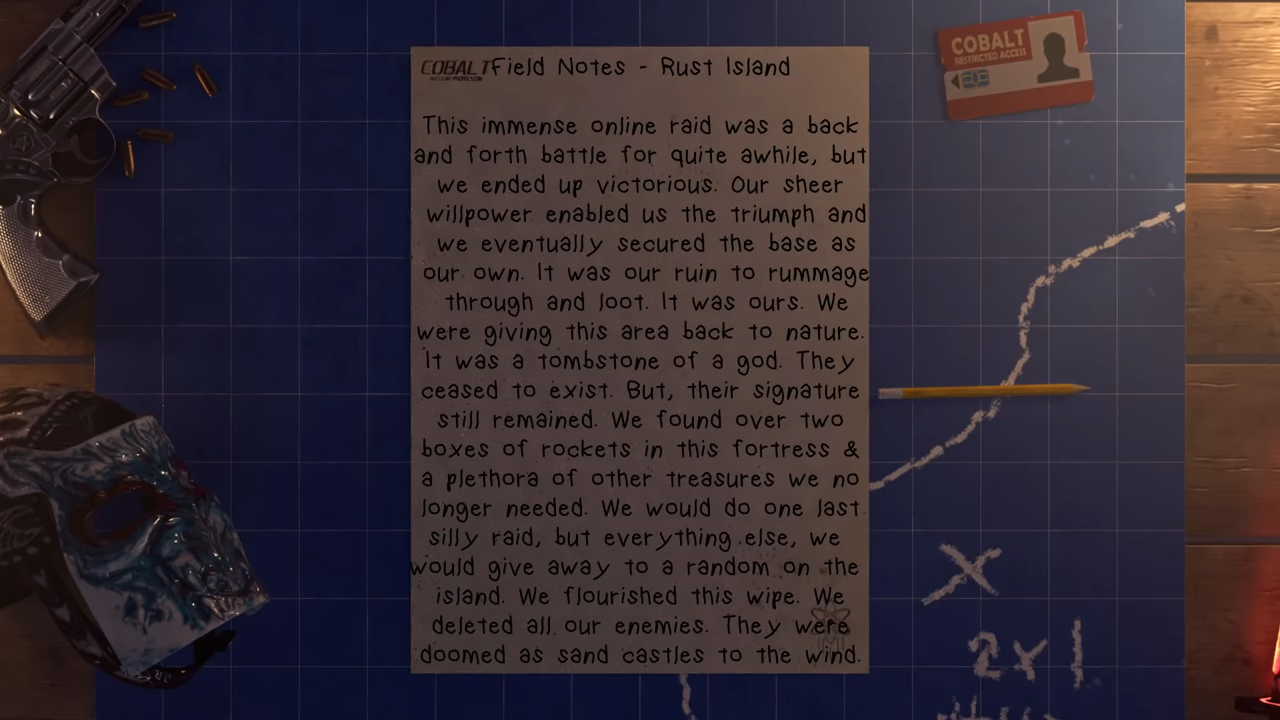 COBALT Field Notes - Rust Island
This immense online raid was a back
and forth battle for quite awhile, but
we ended up victorious. Our sheer
willpower enabled us the triumph and
we eventually secured the base as
our own. It was our ruin to rummage
through and loot. It was ours. We
were giving this area back to nature.
It was a tombstone of a god. They
ceased to exist. But, their signature
still remained. We found over two
boxes of rockets in this fortress &
a plethora of other treasures we no
longer needed. We would do one last
silly raid, but everything else, we
would give away to a random on the
island. We flourished this wipe. We
deleted all our enemies. They were
doomed as sand castles to the wind.
COBALT
RESTRICTED ACCESS
X
2x1